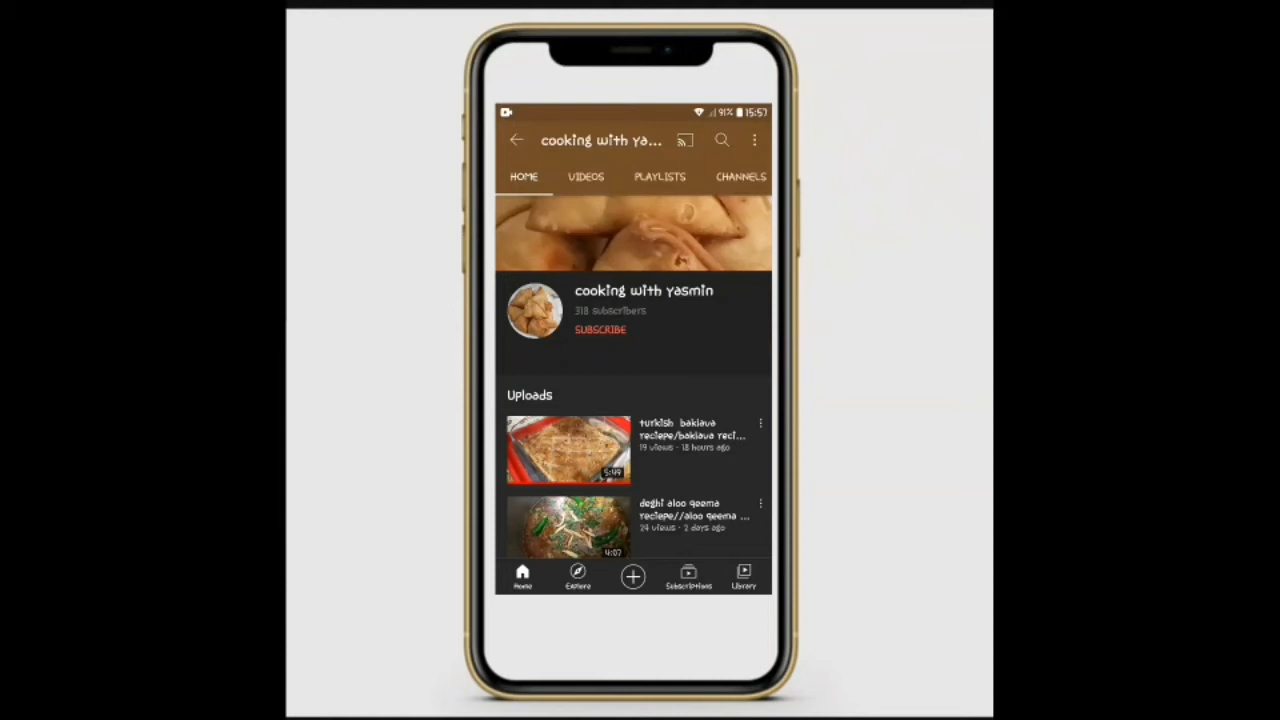 91% 15:57
cooking with ya...
HOME VIDEOS PLAYLISTS CHANNELS
cooking with yasmin
318 subscribers
SUBSCRIBE
Uploads
turkish baklava
reciepe/baklava reci...
19 views · 18 hours ago
5:49
deghi aloo qeema
reciepe//aloo qeema ...
24 views · 2 days ago
4:07
Home Explore Subscriptions Library